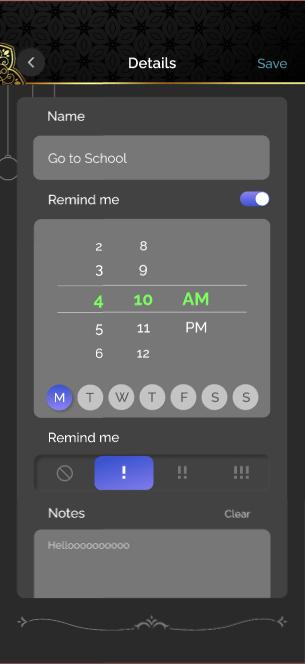 Details
Save
Name
Go to School
Remind me
2 8
3 9
4 10 AM
5 11 PM
6 12
M T W T F S S
Remind me
! !! !!!
Notes
Clear
Helloooooooooo